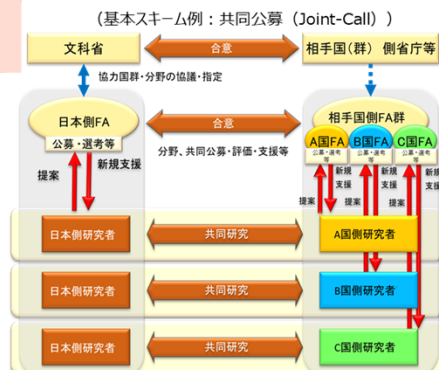 （基本スキーム例：共同公募（Joint-Call））
文科省
合意
相手国（群）側省庁等
協力国群・分野の協議・指定
日本側FA
公募・選考等
合意
分野、共同公募・評価・支援等
相手国側FA群
A国FA
B国FA
C国FA
公募・選考等
公募・選考等
公募・選考等
提案
新規支援
提案
新規支援
提案
新規支援
提案
新規支援
日本側研究者
共同研究
A国側研究者
日本側研究者
共同研究
B国側研究者
日本側研究者
共同研究
C国側研究者